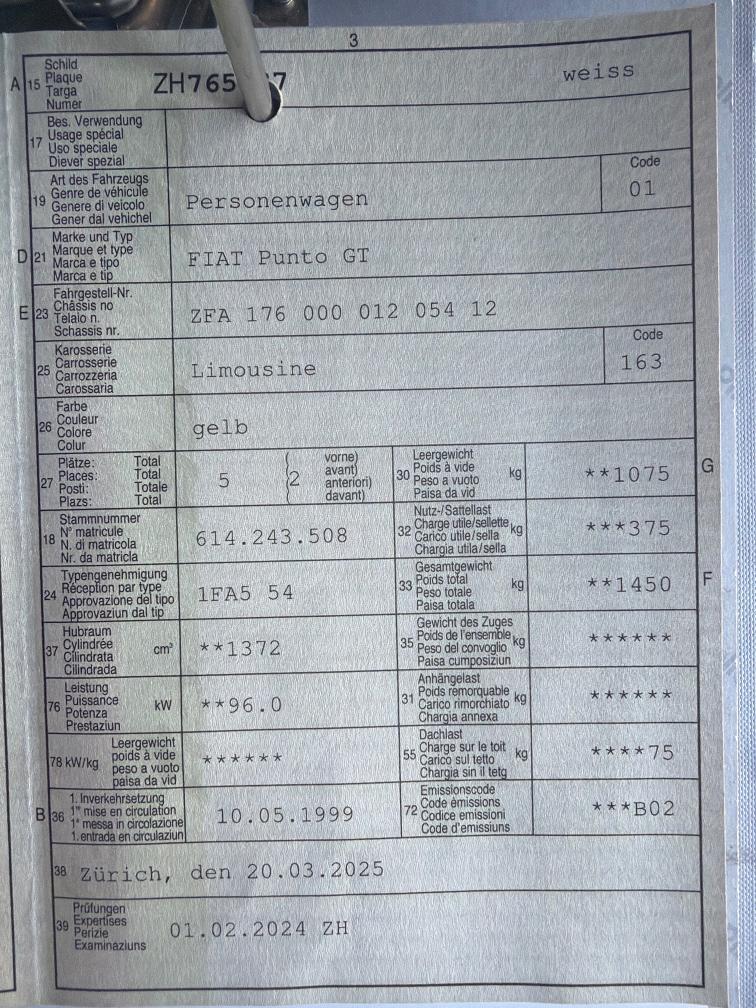 3
A 15 Schild
Plaque
Targa
Numer
ZH765 7 weiss
17 Bes. Verwendung
Usage spécial
Uso speciale
Diever spezial
19 Art des Fahrzeugs
Genre de véhicule
Genere di veicolo
Gener dal vehichel
Personenwagen
Code
01
D 21 Marke und Typ
Marque et type
Marca e tipo
Marca e tip
FIAT Punto GT
E 23 Fahrgestell-Nr.
Châssis no
Telaio n.
Schassis nr.
ZFA 176 000 012 054 12
25 Karosserie
Carrosserie
Carrozzeria
Carossaria
Limousine
Code
163
26 Farbe
Couleur
Colore
Colur
gelb
27 Plätze: Total
Places: Total
Posti: Totale
Plazs: Total
5 (2 vorne)
avant)
anteriori)
davant)
30 Leergewicht
Poids à vide
Peso a vuoto
Paisa da vid
kg
**1075 G
18 Stammnummer
N° matricule
N. di matricola
Nr. da matricla
614.243.508
32 Nutz-/Sattellast
Charge utile/sellette
Carico utile/sella
Chargia utila/sella
kg
***375
24 Typengenehmigung
Réception par type
Approvazione del tipo
Approvaziun dal tip
1FA5 54
33 Gesamtgewicht
Poids total
Peso totale
Paisa totala
kg
**1450 F
37 Hubraum
Cylindrée
Cilindrata
Cilindrada
cm³
**1372
35 Gewicht des Zuges
Poids de l'ensemble
Peso del convoglio
Paisa cumposiziun
kg
******
76 Leistung
Puissance
Potenza
Prestaziun
kW
**96.0
31 Anhängelast
Poids remorquable
Carico rimorchiato
Chargia annexa
kg
******
78 kW/kg Leergewicht
poids à vide
peso a vuoto
paisa da vid
******
55 Dachlast
Charge sur le toit
Carico sul tetto
Chargia sin il tetg
kg
****75
B 36 1. Inverkehrsetzung
1re mise en circulation
1a messa in circolazione
1. entrada en circulaziun
10.05.1999
72 Emissionscode
Code émissions
Codice emissioni
Code d'emissiuns
***B02
38 Zürich, den 20.03.2025
39 Prüfungen
Expertises
Perizie
Examinaziuns
01.02.2024 ZH